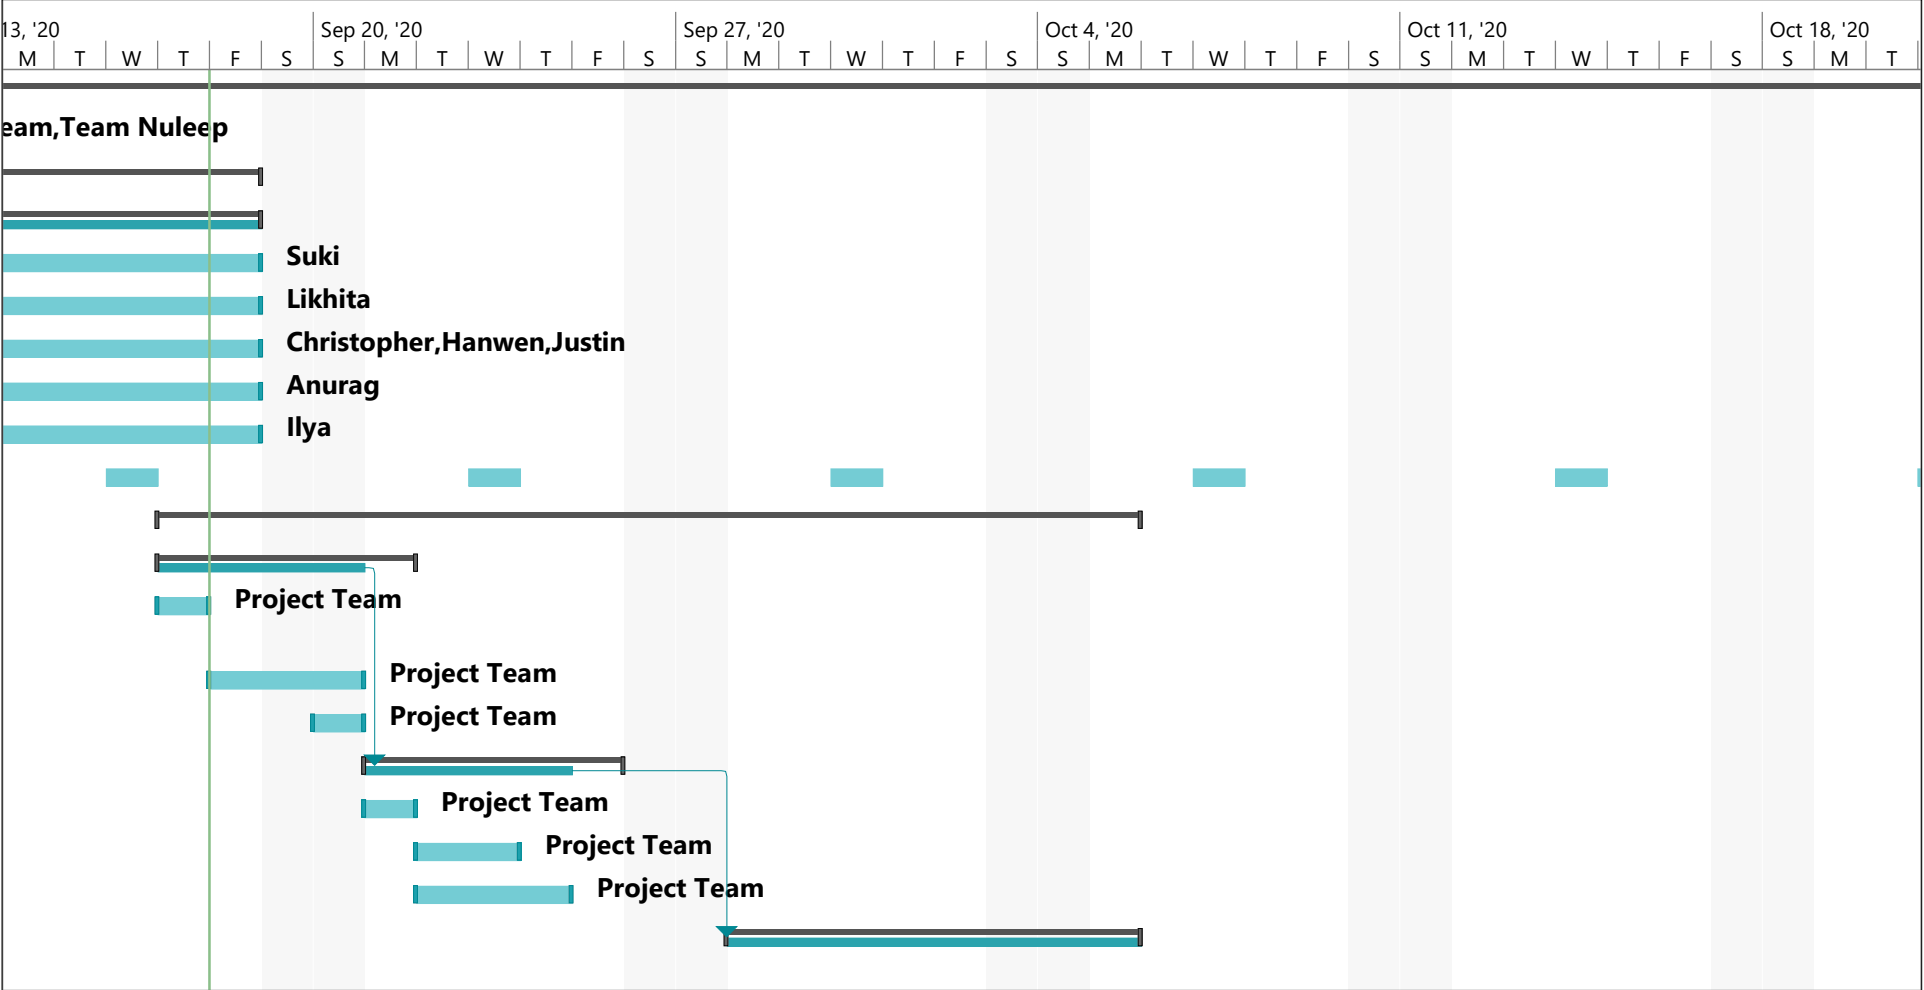 13, '20 Sep 20, '20 Sep 27, '20 Oct 4, '20 Oct 11, '20 Oct 18, '20
M T W T F S S M T W T F S S M T W T F S S M T W T F S S M T W T F S S M T
eam,Team Nuleep
Suki
Likhita
Christopher,Hanwen,Justin
Anurag
Ilya
Project Team
Project Team
Project Team
Project Team
Project Team
Project Team